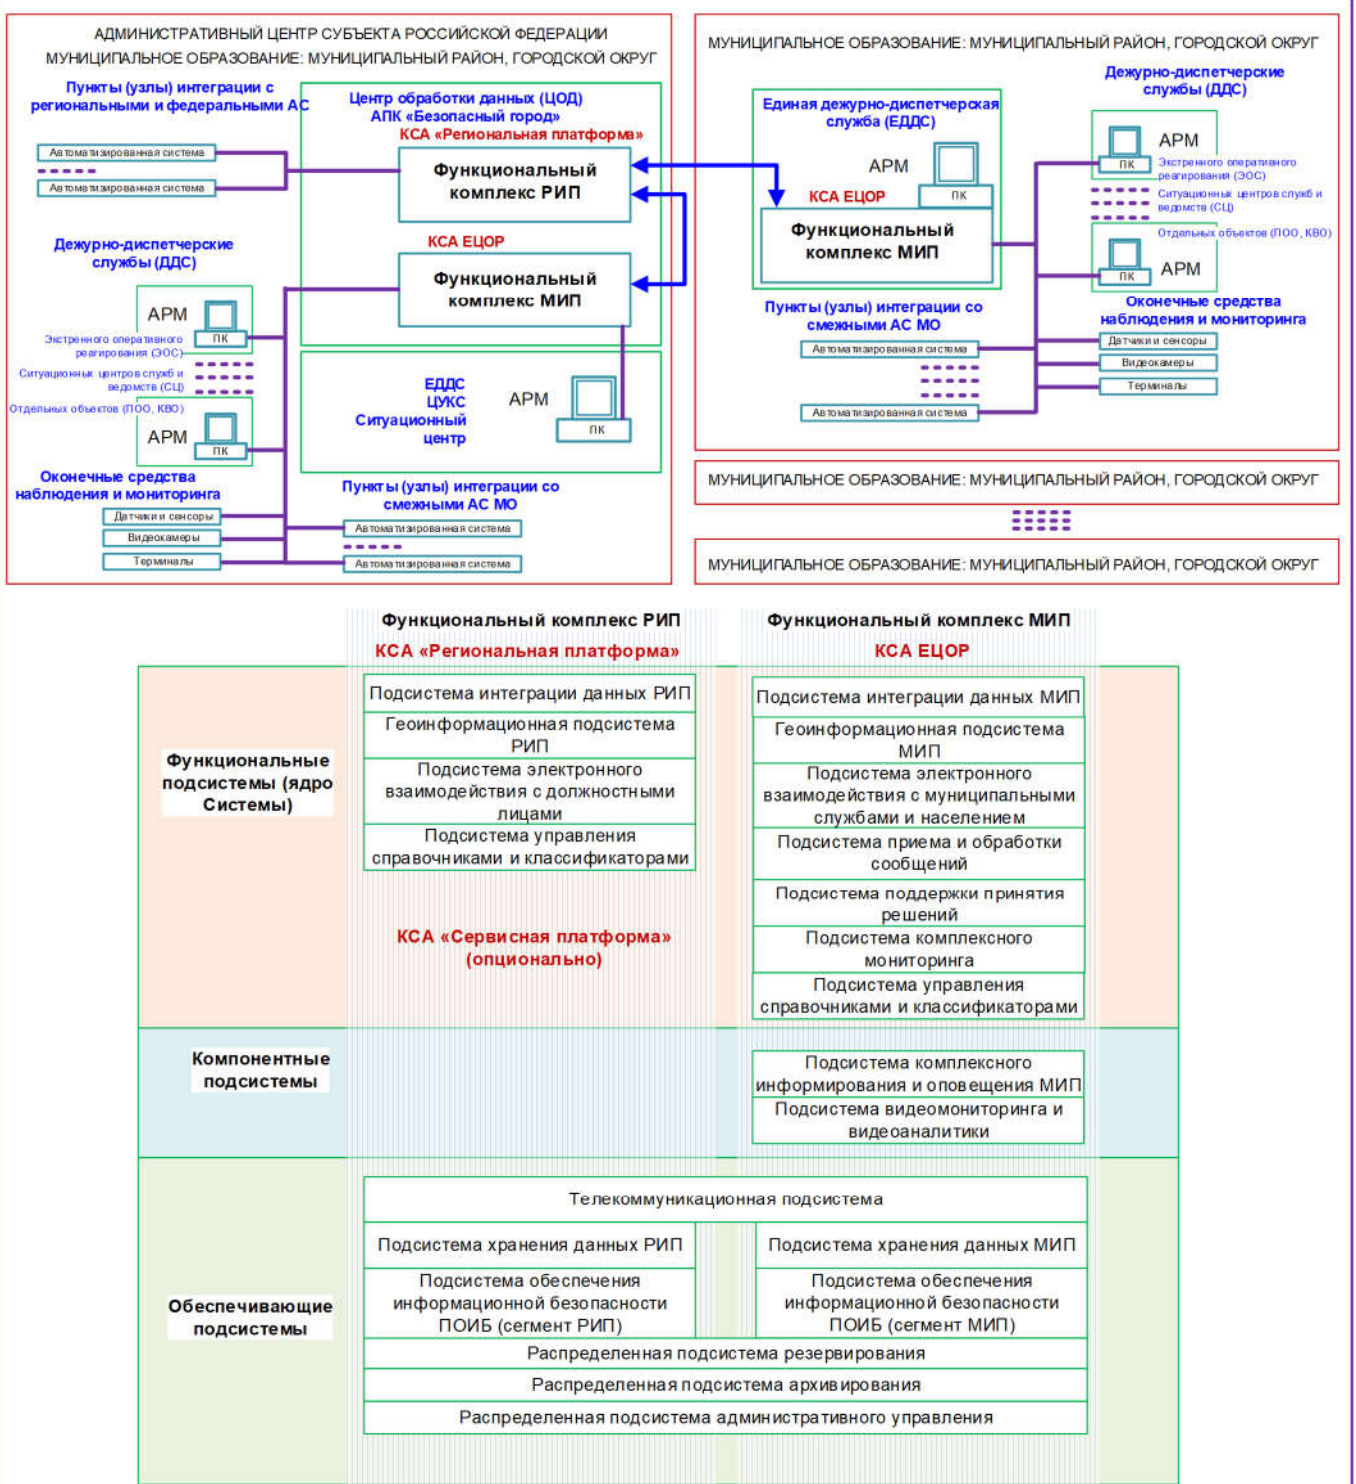 АДМИНИСТРАТИВНЫЙ ЦЕНТР СУБЪЕКТА РОССИЙСКОЙ ФЕДЕРАЦИИ
МУНИЦИПАЛЬНОЕ ОБРАЗОВАНИЕ: МУНИЦИПАЛЬНЫЙ РАЙОН, ГОРОДСКОЙ ОКРУГ
Пункты (узлы) интеграции с
региональными и федеральными АС
Автоматизированная система
Автоматизированная система
Центр обработки данных (ЦОД)
АПК «Безопасный город»
КСА «Региональная платформа»
Функциональный
комплекс РИП
КСА ЕЦОР
Функциональный
комплекс МИП
Дежурно-диспетчерские
службы (ДДС)
АРМ
ПК
Экстренного оперативного
реагирования (ЭОС)
Ситуационных центров служб и
ведомств (СЦ)
Отдельных объектов (ПОО, КВО)
АРМ
ПК
ЕДДС
ЦУКС
Ситуационный
центр
АРМ
ПК
Оконечные средства
наблюдения и мониторинга
Датчики и сенсоры
Видеокамеры
Терминалы
Пункты (узлы) интеграции со
смежными АС МО
Автоматизированная система
Автоматизированная система
МУНИЦИПАЛЬНОЕ ОБРАЗОВАНИЕ: МУНИЦИПАЛЬНЫЙ РАЙОН, ГОРОДСКОЙ ОКРУГ
Единая дежурно-диспетчерская
служба (ЕДДС)
АРМ
ПК
КСА ЕЦОР
Функциональный
комплекс МИП
Дежурно-диспетчерские
службы (ДДС)
АРМ
ПК
Экстренного оперативного
реагирования (ЭОС)
Ситуационных центров служб и
ведомств (СЦ)
Отдельных объектов (ПОО, КВО)
АРМ
ПК
Пункты (узлы) интеграции со
смежными АС МО
Автоматизированная система
Автоматизированная система
Оконечные средства
наблюдения и мониторинга
Датчики и сенсоры
Видеокамеры
Терминалы
МУНИЦИПАЛЬНОЕ ОБРАЗОВАНИЕ: МУНИЦИПАЛЬНЫЙ РАЙОН, ГОРОДСКОЙ ОКРУГ
МУНИЦИПАЛЬНОЕ ОБРАЗОВАНИЕ: МУНИЦИПАЛЬНЫЙ РАЙОН, ГОРОДСКОЙ ОКРУГ
Функциональный комплекс РИП
КСА «Региональная платформа»
Функциональный комплекс МИП
КСА ЕЦОР
Функциональные
подсистемы (ядро
Системы)
Подсистема интеграции данных РИП
Геоинформационная подсистема
РИП
Подсистема электронного
взаимодействия с должностными
лицами
Подсистема управления
справочниками и классификаторами
КСА «Сервисная платформа»
(опционально)
Подсистема интеграции данных МИП
Геоинформационная подсистема
МИП
Подсистема электронного
взаимодействия с муниципальными
службами и населением
Подсистема приема и обработки
сообщений
Подсистема поддержки принятия
решений
Подсистема комплексного
мониторинга
Подсистема управления
справочниками и классификаторами
Компонентные
подсистемы
Подсистема комплексного
информирования и оповещения МИП
Подсистема видеомониторинга и
видеоаналитики
Обеспечивающие
подсистемы
Телекоммуникационная подсистема
Подсистема хранения данных РИП
Подсистема хранения данных МИП
Подсистема обеспечения
информационной безопасности
ПОИБ (сегмент РИП)
Подсистема обеспечения
информационной безопасности
ПОИБ (сегмент МИП)
Распределенная подсистема резервирования
Распределенная подсистема архивирования
Распределенная подсистема административного управления